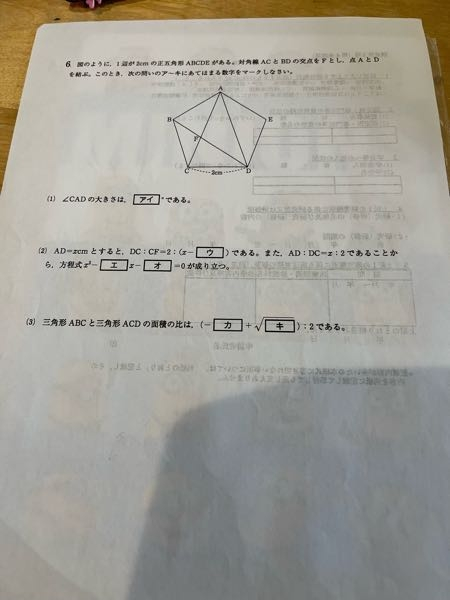 6. 図のように，1辺が2cmの正五角形ABCDEがある。対角線ACとBDの交点をFとし，点AとD
を結ぶ。このとき，次の問いのア～キにあてはまる数字をマークしなさい。
A
B
E
F
C
D
2cm
(1) ∠CADの大きさは，アイ°である。
(2) AD=xcmとすると，DC：CF=2：(x-ウ)である。また，AD：DC=x：2であることか
ら，方程式x²-エx-オ=0が成り立つ。
(3) 三角形ABCと三角形ACDの面積の比は，(-カ+√キ)：2である。